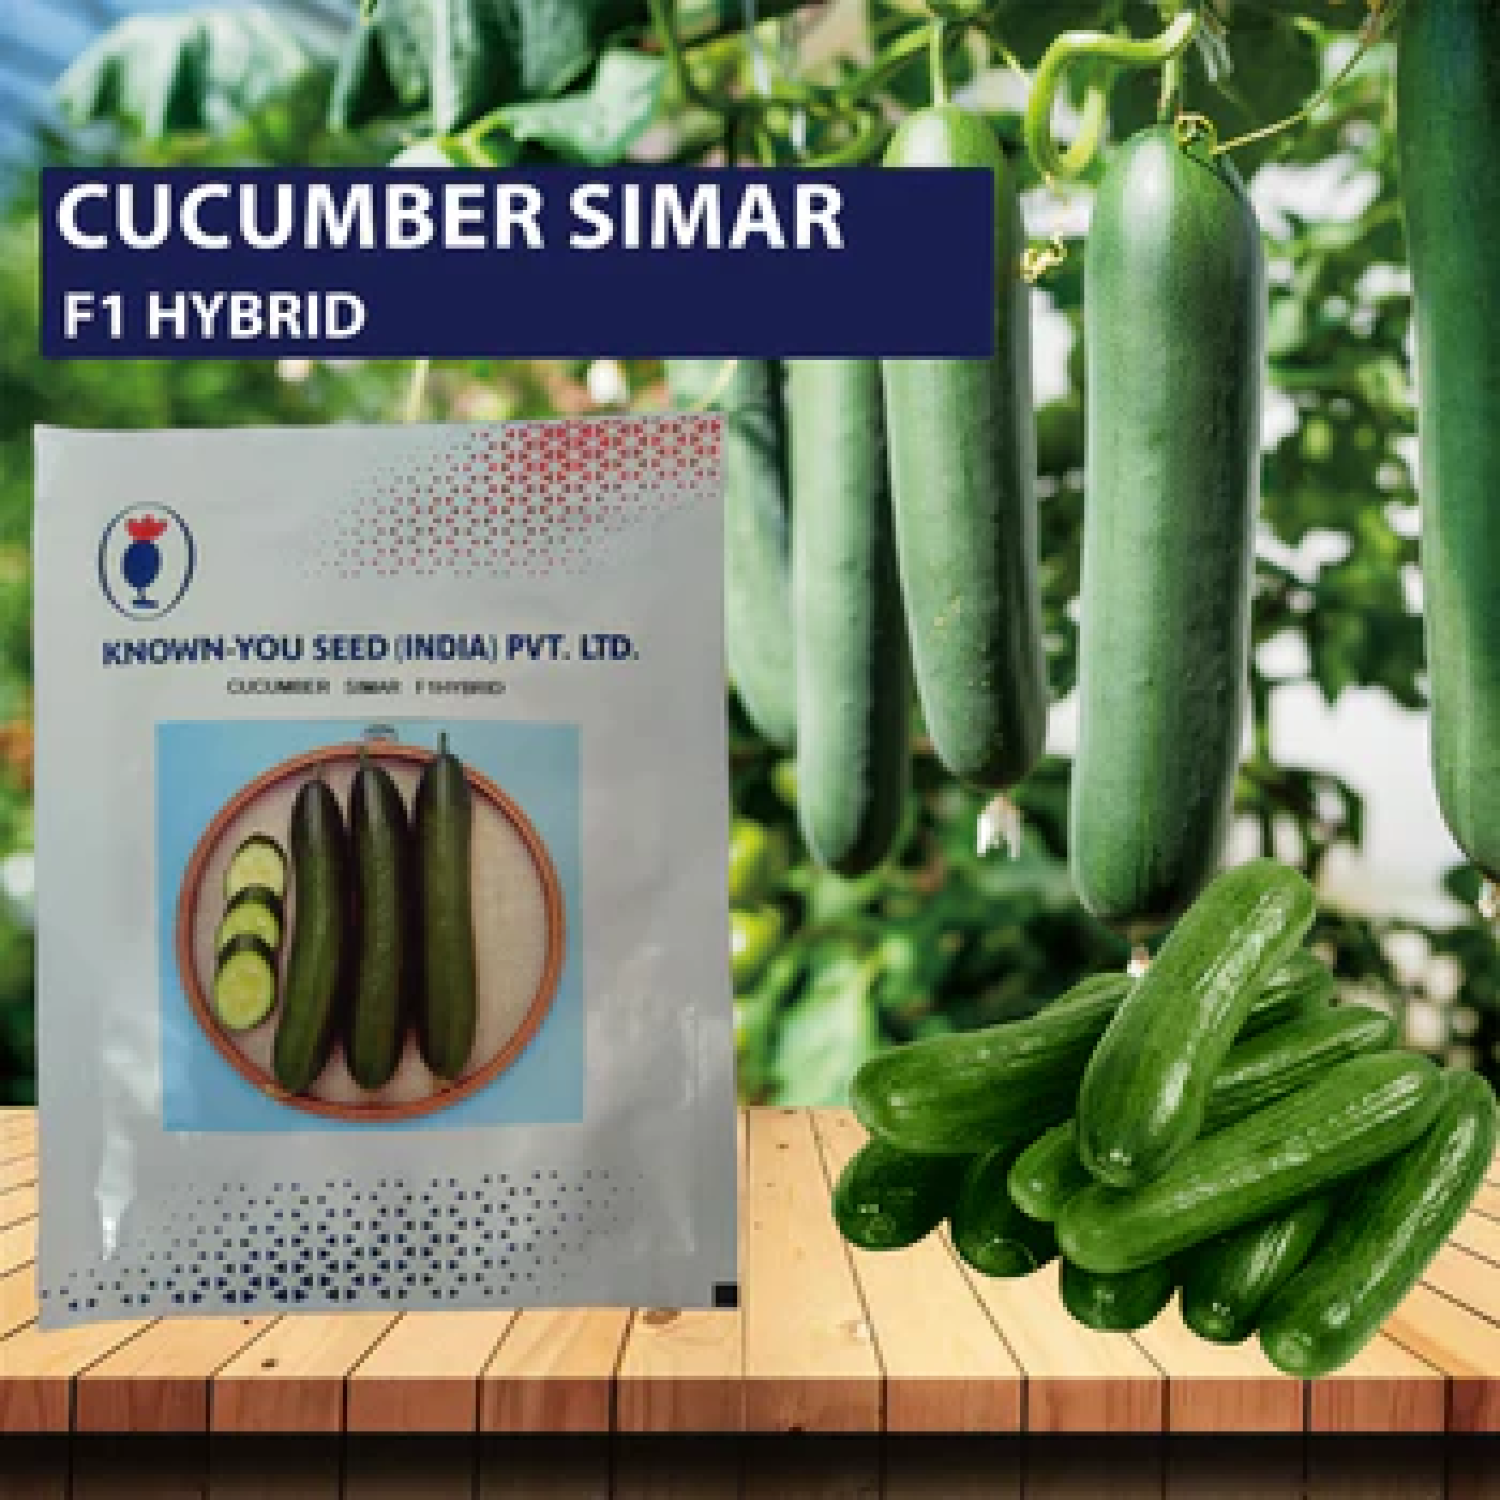 CUCUMBER SIMAR
F1 HYBRID
KNOWN-YOU SEED (INDIA) PVT. LTD.
CUCUMBER SIMAR F1HYBRID